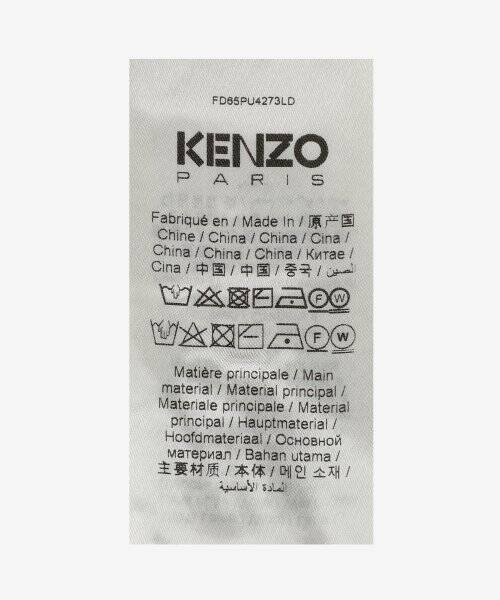 FD65PU4273LD
KENZO
PARIS
Fabriqué en / Made In / 原产国
Chine / China / China / Cina /
China / China / China / Китае /
Cina / 中国 / 中国 / 중국 / الصين
F W
F W
Matière principale / Main
material / Material principal /
Materiale principale / Material
principal / Hauptmaterial /
Hoofdmateriaal / Основной
материал / Bahan utama /
主要材质 / 本体 / 메인 소재 /
المادة الأساسية